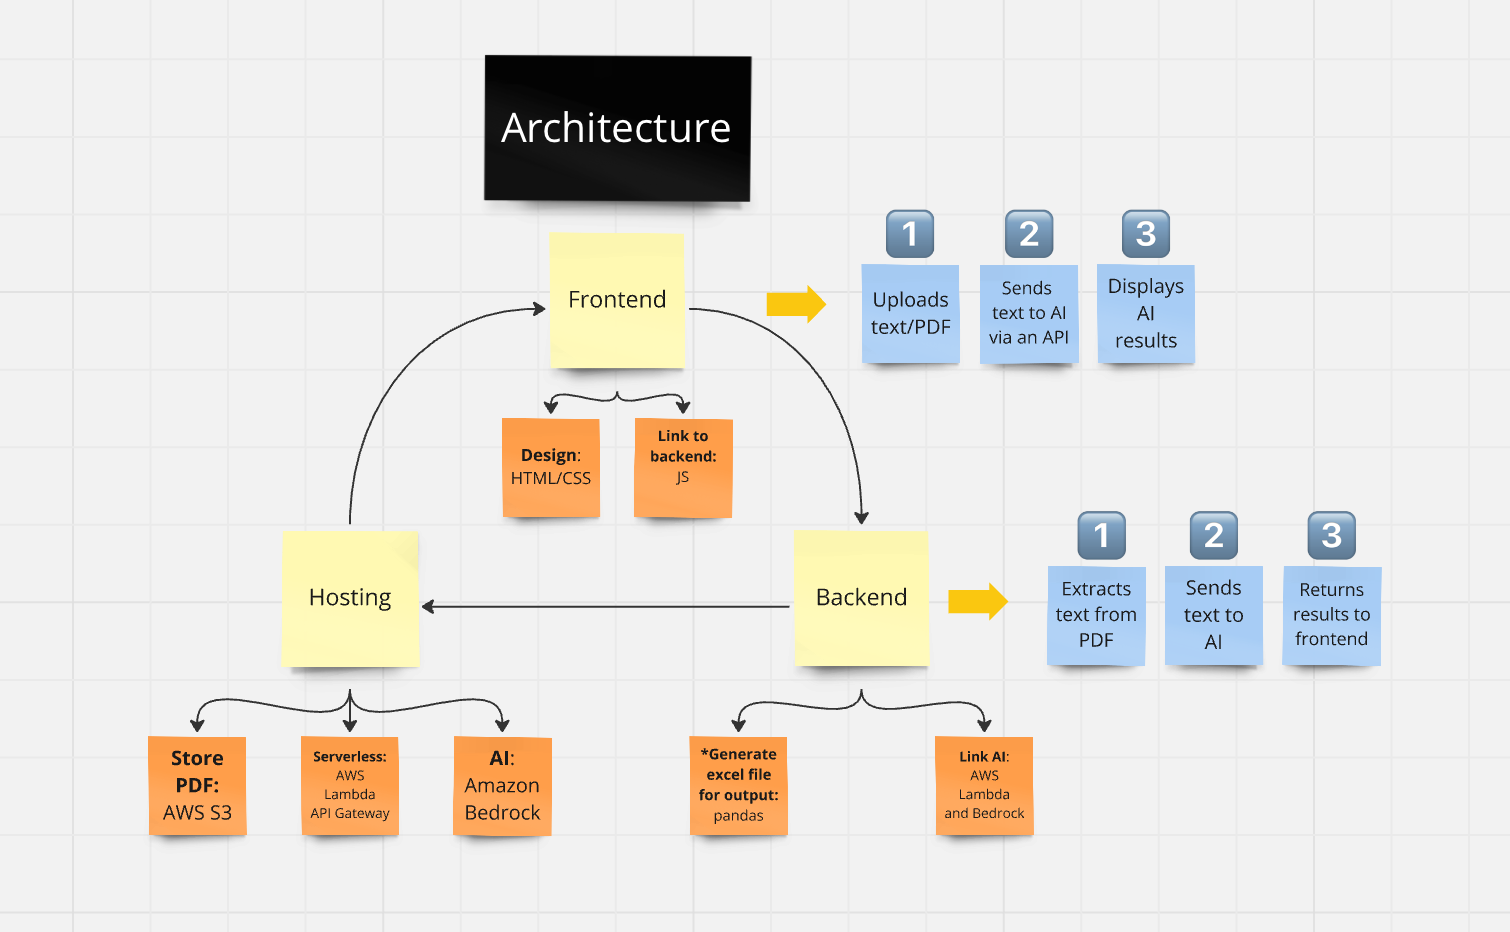 Architecture
1
2
3
Frontend
Uploads
text/PDF
Sends
text to AI
via an API
Displays
AI
results
Design:
HTML/CSS
Link to
backend:
JS
1
2
3
Hosting
Backend
Extracts
text from
PDF
Sends
text to
AI
Returns
results to
frontend
Store
PDF:
AWS S3
Serverless:
AWS
Lambda
API Gateway
AI:
Amazon
Bedrock
*Generate
excel file
for output:
pandas
Link AI:
AWS
Lambda
and Bedrock